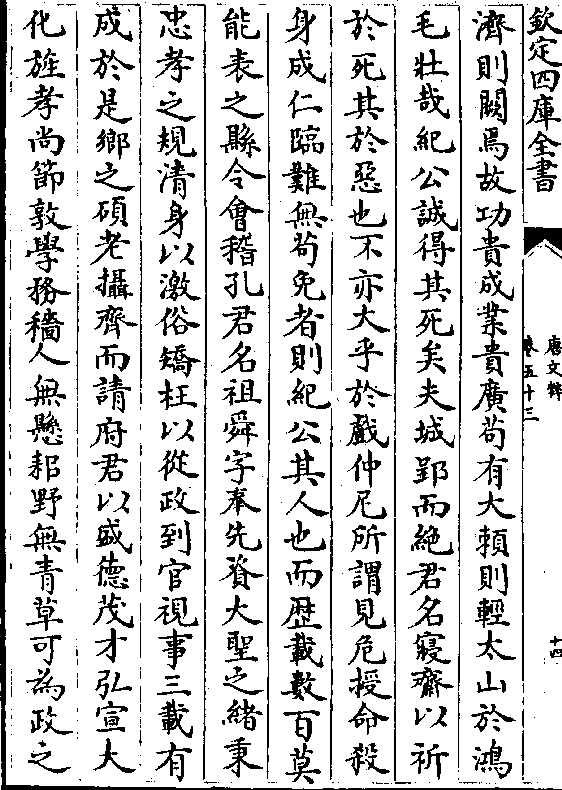 欽定四庫全書
唐文粹
卷五十三
十四
濟則闕焉故功貴成業貴廣苟有大賴則輕太山於鴻
毛壯哉紀公誠得其死矣夫城郢而絕君名寢齋以祈
於死其於惡也不亦大乎於戲仲尼所謂見危授命殺
身成仁臨難無茍免者則紀公其人也而歴載數百莫
能表之縣令會稽孔君名祖舜字奉先資大聖之緒秉
忠孝之規清身以激俗矯枉以從政到官視事三載有
成於是鄉之碩老攝齊而請府君以盛德茂才弘宣大
化旌孝尚節敦學務穡人無懸耜野無青草可為政之